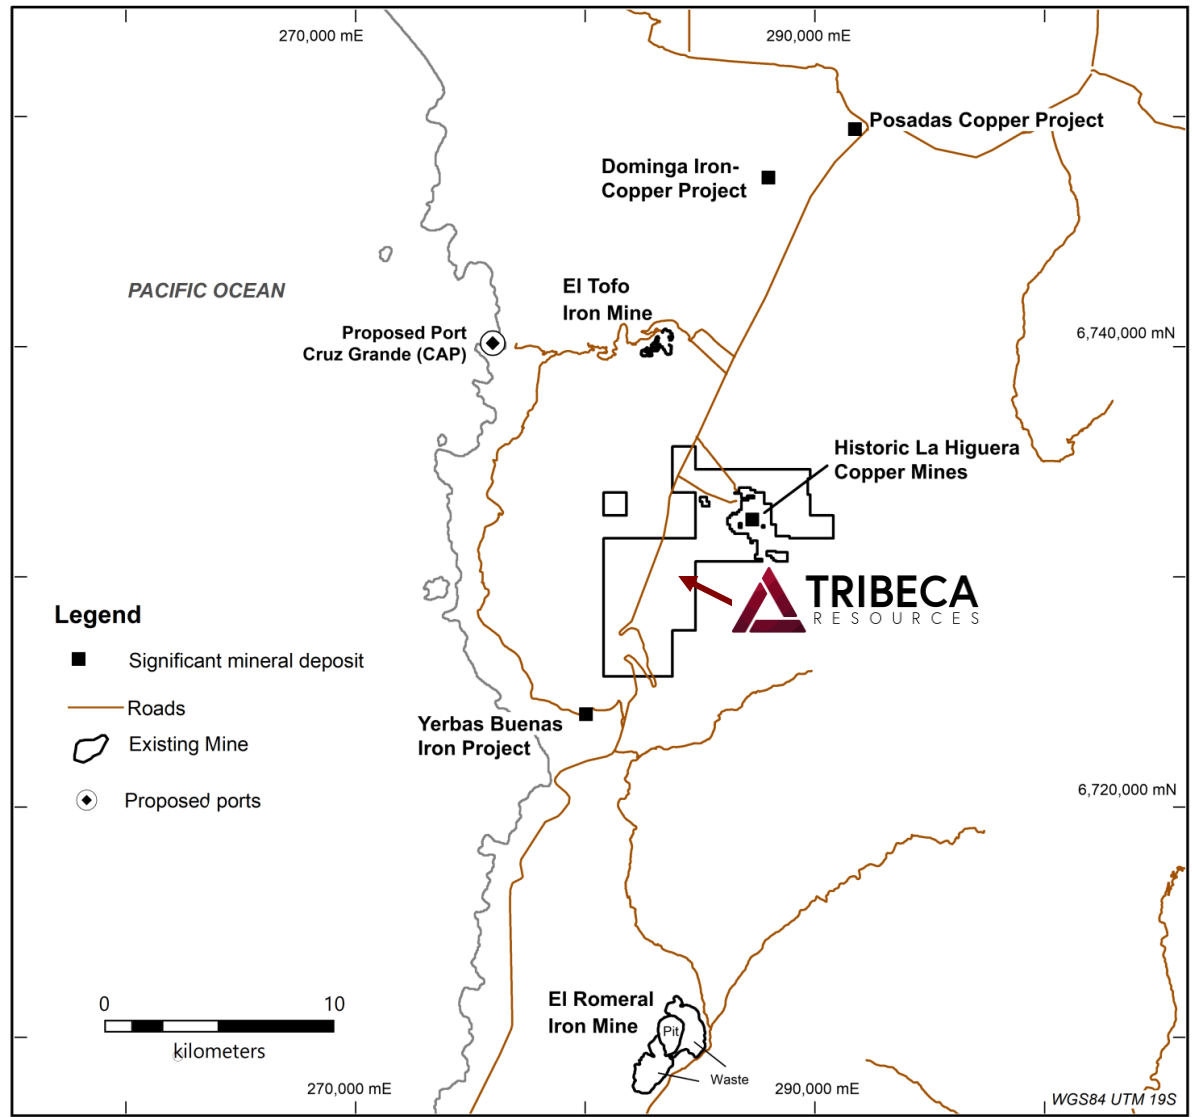 270,000 mE
290,000 mE
Posadas Copper Project
Dominga Iron-
Copper Project
PACIFIC OCEAN
El Tofo
Iron Mine
Proposed Port
Cruz Grande (CAP)
6,740,000 mN
Historic La Higuera
Copper Mines
TRIBECA
RESOURCES
Legend
Significant mineral deposit
Roads
Existing Mine
Proposed ports
Yerbas Buenas
Iron Project
6,720,000 mN
El Romeral
Iron Mine
Pit
Waste
0
10
kilometers
270,000 mE
290,000 mE
WGS84 UTM 19S